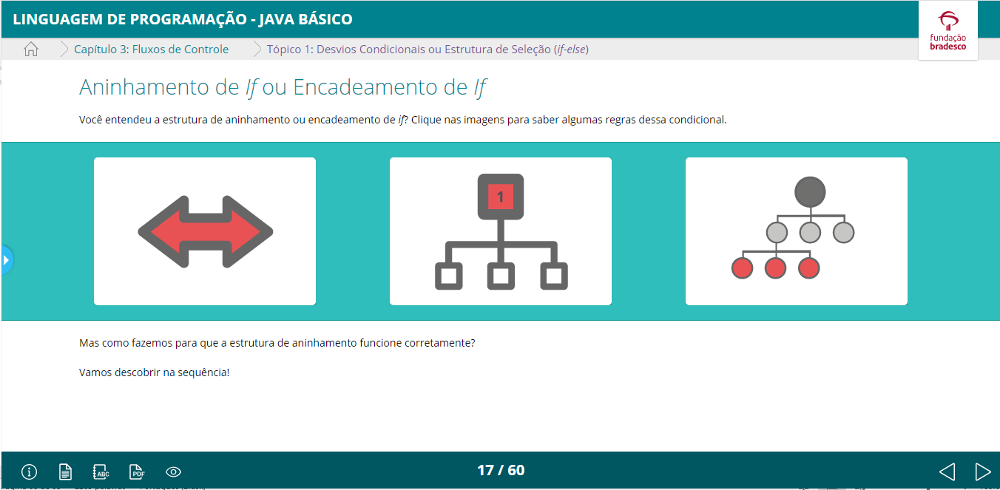 LINGUAGEM DE PROGRAMAÇÃO - JAVA BÁSICO
fundação
bradesco
Capítulo 3: Fluxos de Controle
Tópico 1: Desvios Condicionais ou Estrutura de Seleção (if-else)
Aninhamento de If ou Encadeamento de If
Você entendeu a estrutura de aninhamento ou encadeamento de if? Clique nas imagens para saber algumas regras dessa condicional.
1
Mas como fazemos para que a estrutura de aninhamento funcione corretamente?
Vamos descobrir na sequência!
i
ABC
PDF
17 / 60